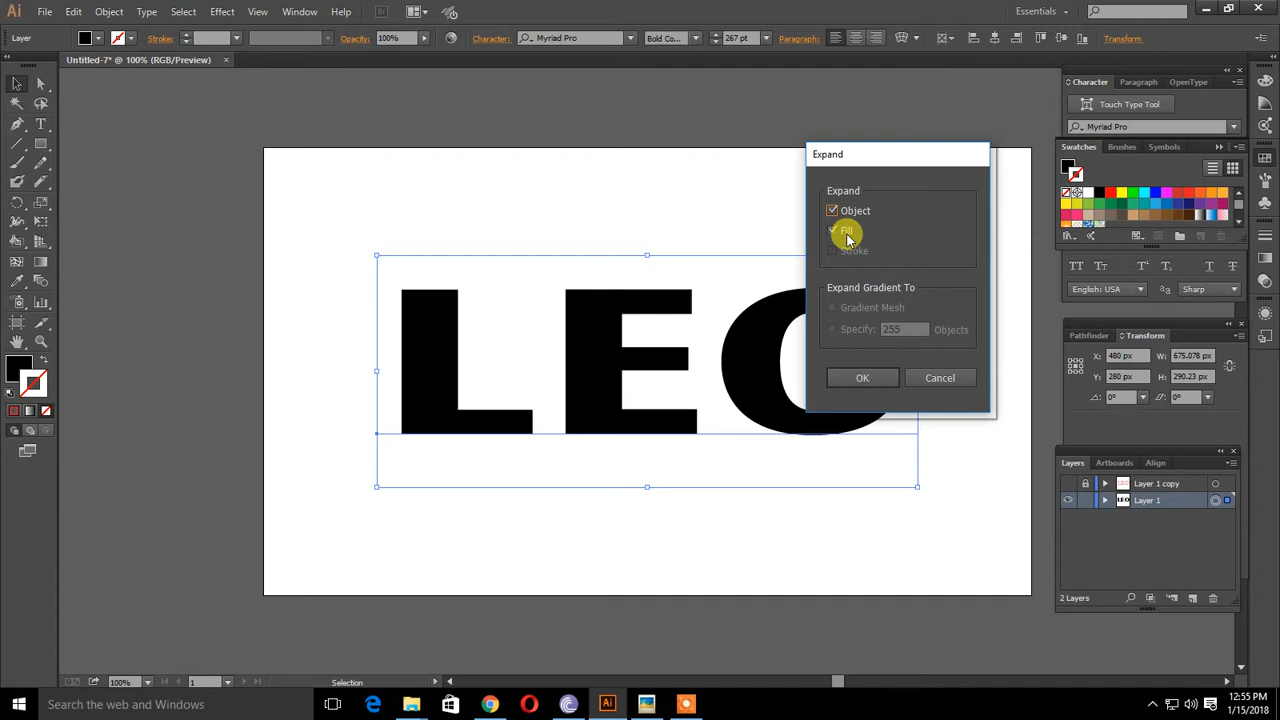 Ai File Edit Object Type Select Effect View Window Help Br Essentials
Layer Stroke: Opacity: 100% Character: Myriad Pro Bold Co... 267 pt Paragraph: Transform
Untitled-7* @ 100% (RGB/Preview)
Character Paragraph OpenType
Touch Type Tool
Myriad Pro
Swatches Brushes Symbols
English: USA Sharp
Pathfinder Transform
X: 480 px W: 675.078 px
Y: 280 px H: 290.23 px
0° 0°
Layers Artboards Align
Layer 1 copy
Layer 1
2 Layers
Expand
Expand
Object
Fill
Stroke
Expand Gradient To
Gradient Mesh
Specify: 255 Objects
OK Cancel
LEO
100% 1 Selection
Search the web and Windows
12:55 PM
1/15/2018